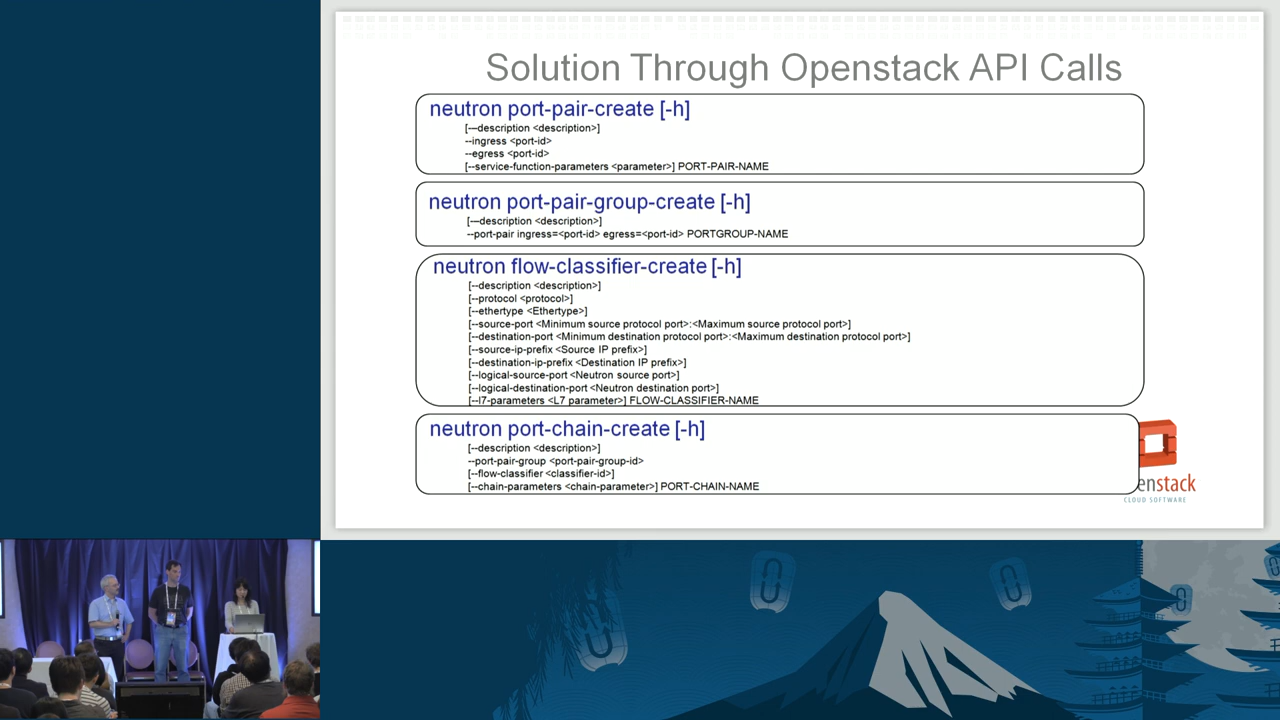 Solution Through Openstack API Calls
neutron port-pair-create [-h]
[--description <description>]
--ingress <port-id>
--egress <port-id>
[--service-function-parameters <parameter>] PORT-PAIR-NAME
neutron port-pair-group-create [-h]
[--description <description>]
--port-pair ingress=<port-id> egress=<port-id> PORTGROUP-NAME
neutron flow-classifier-create [-h]
[--description <description>]
[--protocol <protocol>]
[--ethertype <Ethertype>]
[--source-port <Minimum source protocol port>:<Maximum source protocol port>]
[--destination-port <Minimum destination protocol port>:<Maximum destination protocol port>]
[--source-ip-prefix <Source IP prefix>]
[--destination-ip-prefix <Destination IP prefix>]
[--logical-source-port <Neutron source port>]
[--logical-destination-port <Neutron destination port>]
[--l7-parameters <L7 parameter>] FLOW-CLASSIFIER-NAME
neutron port-chain-create [-h]
[--description <description>]
--port-pair-group <port-pair-group-id>
[--flow-classifier <classifier-id>]
[--chain-parameters <chain-parameter>] PORT-CHAIN-NAME
enstack
CLOUD SOFTWARE